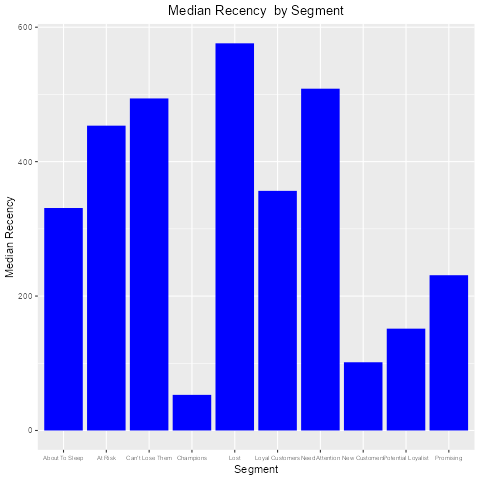 Median Recency  by Segment
600
400
200
0
Median Recency
About To Sleep At Risk Can't Lose Them Champions Lost Loyal Customers Need Attention New Customers Potential Loyalist Promising
Segment